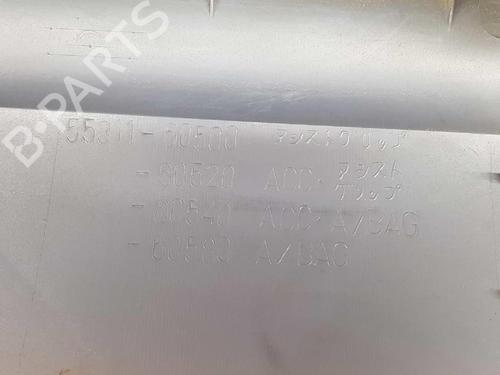 B-PARTS
55311-60500 アシストグリップ
-60520 ACC, アシスト
グリップ
-60540 ACC, A/BAG
-60580 A/BAG